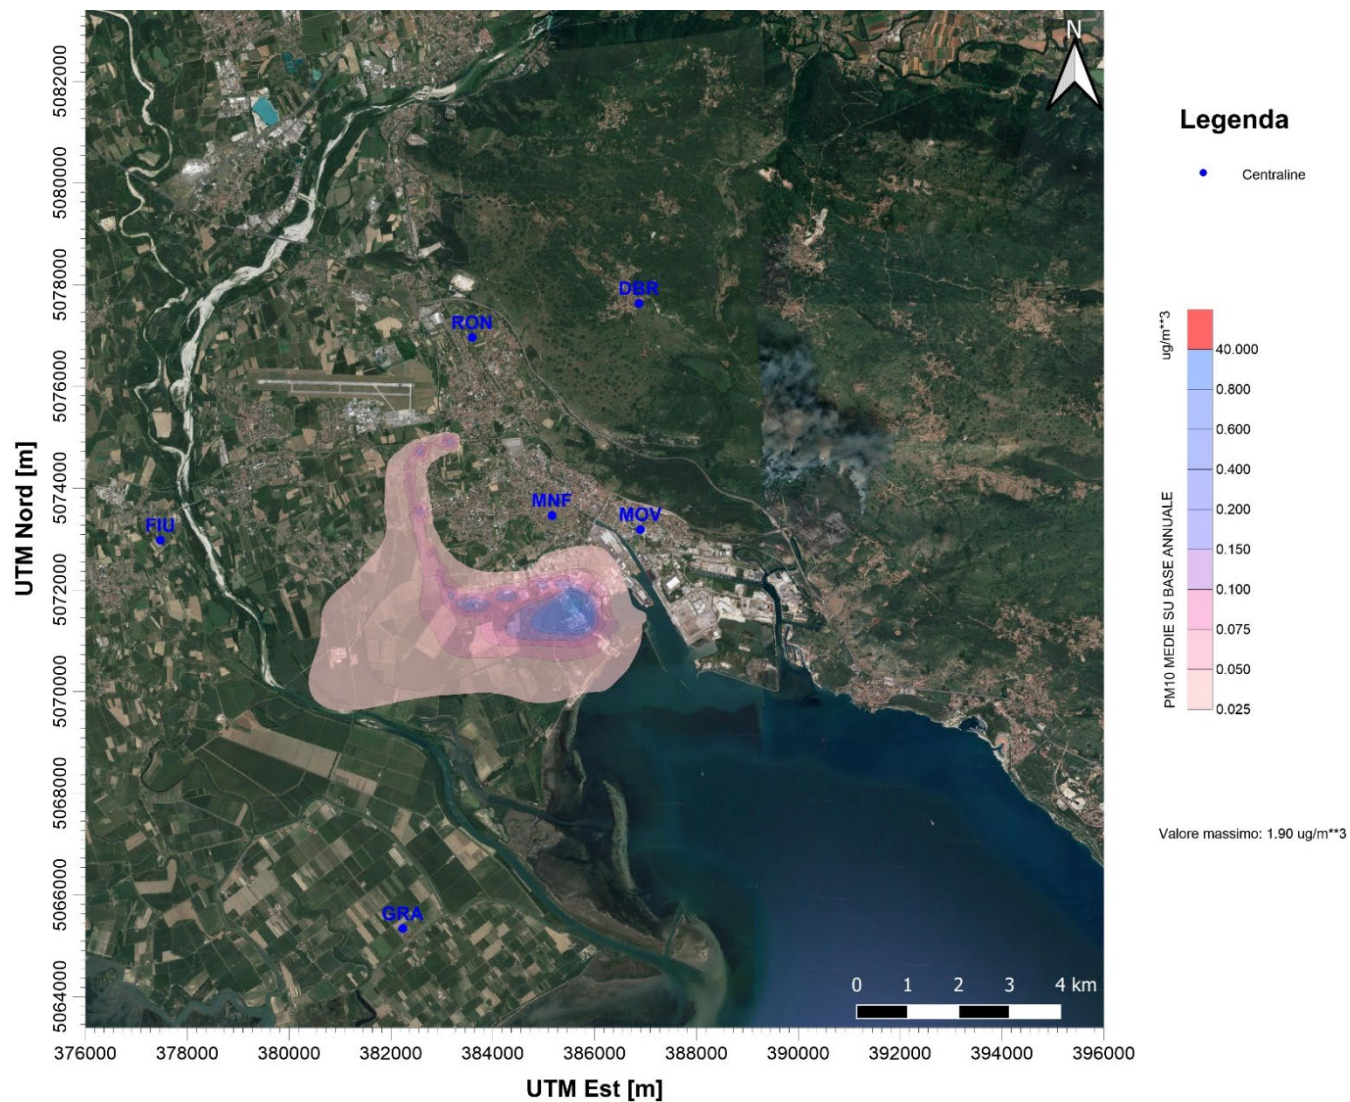 N
5082000
5080000
5078000
5076000
5074000
5072000
5070000
5068000
5066000
5064000
UTM Nord [m]
DBR
RON
MNF
MOV
FIU
GRA
0 1 2 3 4 km
376000 378000 380000 382000 384000 386000 388000 390000 392000 394000 396000
UTM Est [m]
Legenda
Centraline
ug/m**3
PM10 MEDIE SU BASE ANNUALE
40.000
0.800
0.600
0.400
0.200
0.150
0.100
0.075
0.050
0.025
Valore massimo: 1.90 ug/m**3